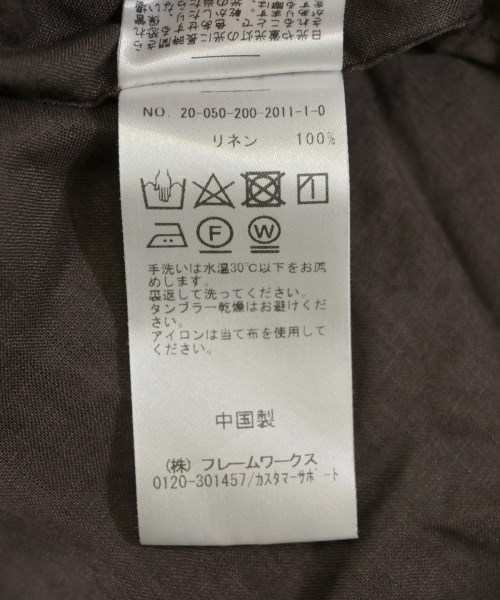 NO. 20-050-200-2011-1-0
リネン 100%
F W
手洗いは水温30℃以下をお薦
めします。
裏返して洗ってください。
タンブラー乾燥はお避けくださ
さい。
アイロンは当て布を使用して
ください。
中国製
(株) フレームワークス
0120-301457/カスタマーサポート